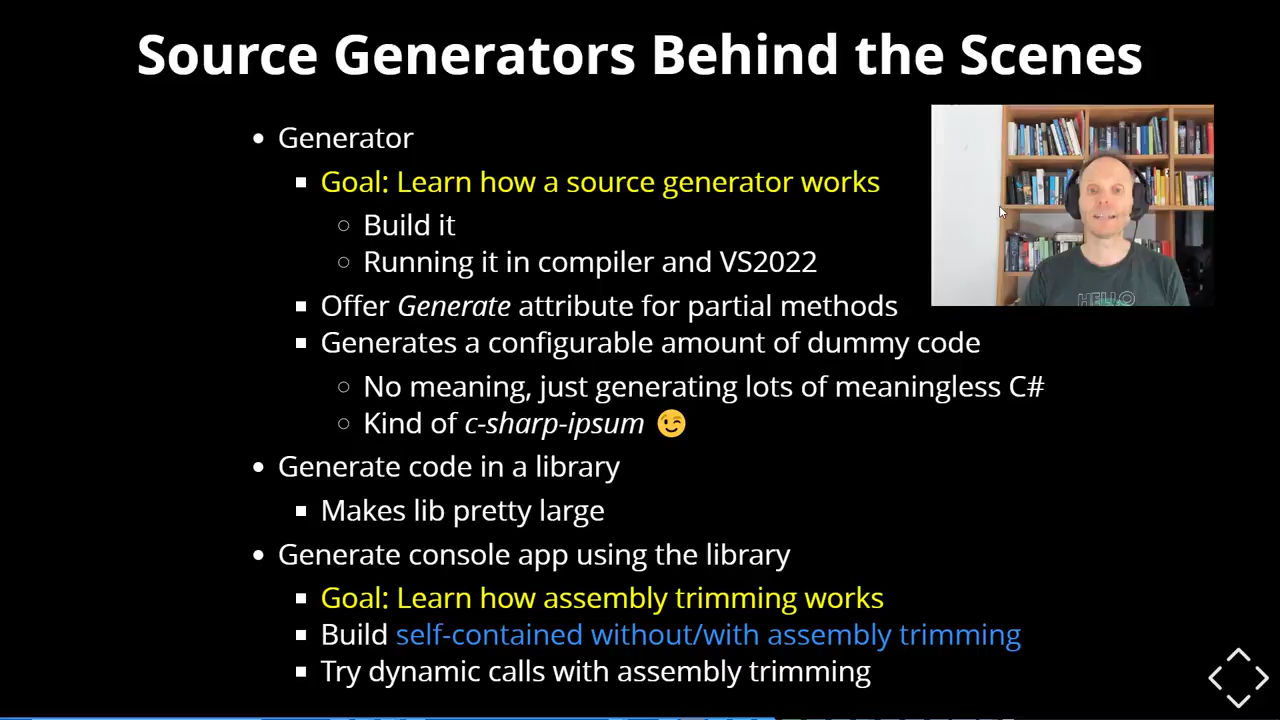 Source Generators Behind the Scenes
Generator
Goal: Learn how a source generator works
Build it
Running it in compiler and VS2022
Offer Generate attribute for partial methods
Generates a configurable amount of dummy code
No meaning, just generating lots of meaningless C#
Kind of c-sharp-ipsum 😉
Generate code in a library
Makes lib pretty large
Generate console app using the library
Goal: Learn how assembly trimming works
Build self-contained without/with assembly trimming
Try dynamic calls with assembly trimming
HELLO